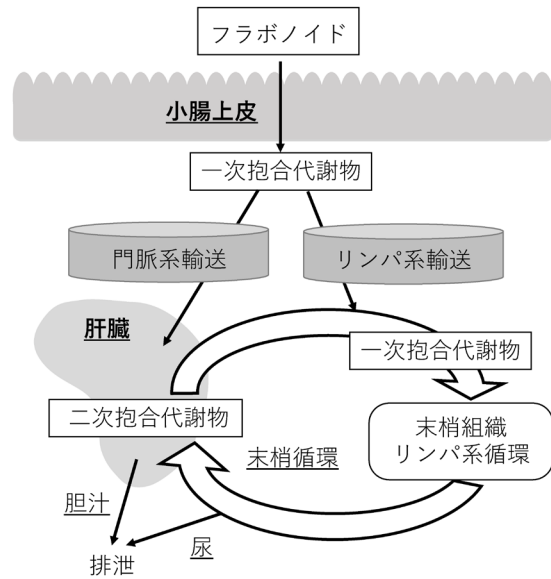 フラボノイド
小腸上皮
一次抱合代謝物
門脈系輸送
リンパ系輸送
肝臓
一次抱合代謝物
二次抱合代謝物
末梢組織
リンパ系循環
末梢循環
胆汁
尿
排泄